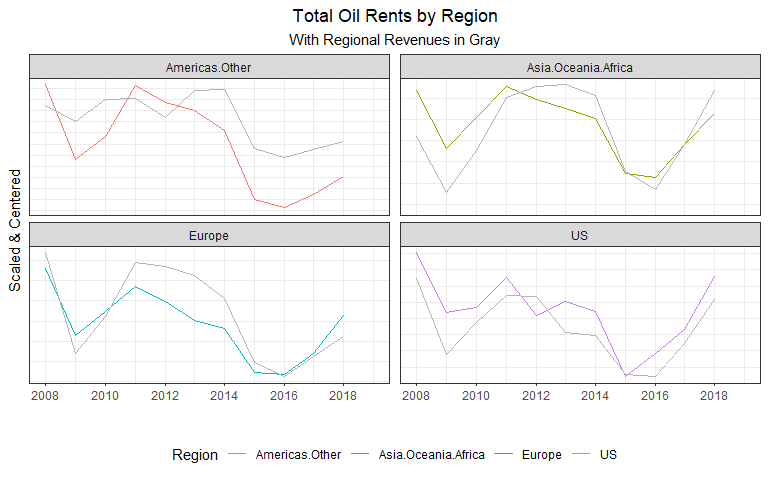 Total Oil Rents by Region
With Regional Revenues in Gray
Americas.Other
Asia.Oceania.Africa
Scaled & Centered
Europe
US
2008 2010 2012 2014 2016 2018
2008 2010 2012 2014 2016 2018
Region Americas.Other Asia.Oceania.Africa Europe US